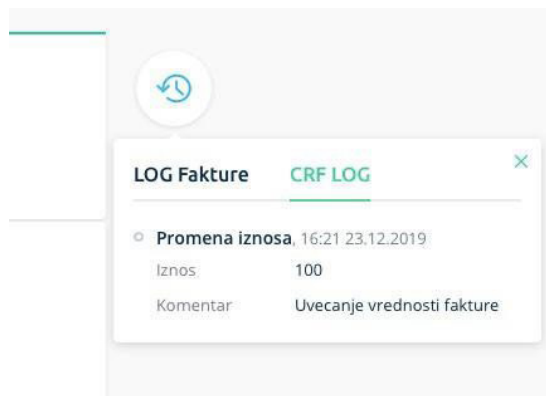 LOG Fakture CRF LOG
Promena iznosa, 16:21 23.12.2019
Iznos 100
Komentar Uvecanje vrednosti fakture